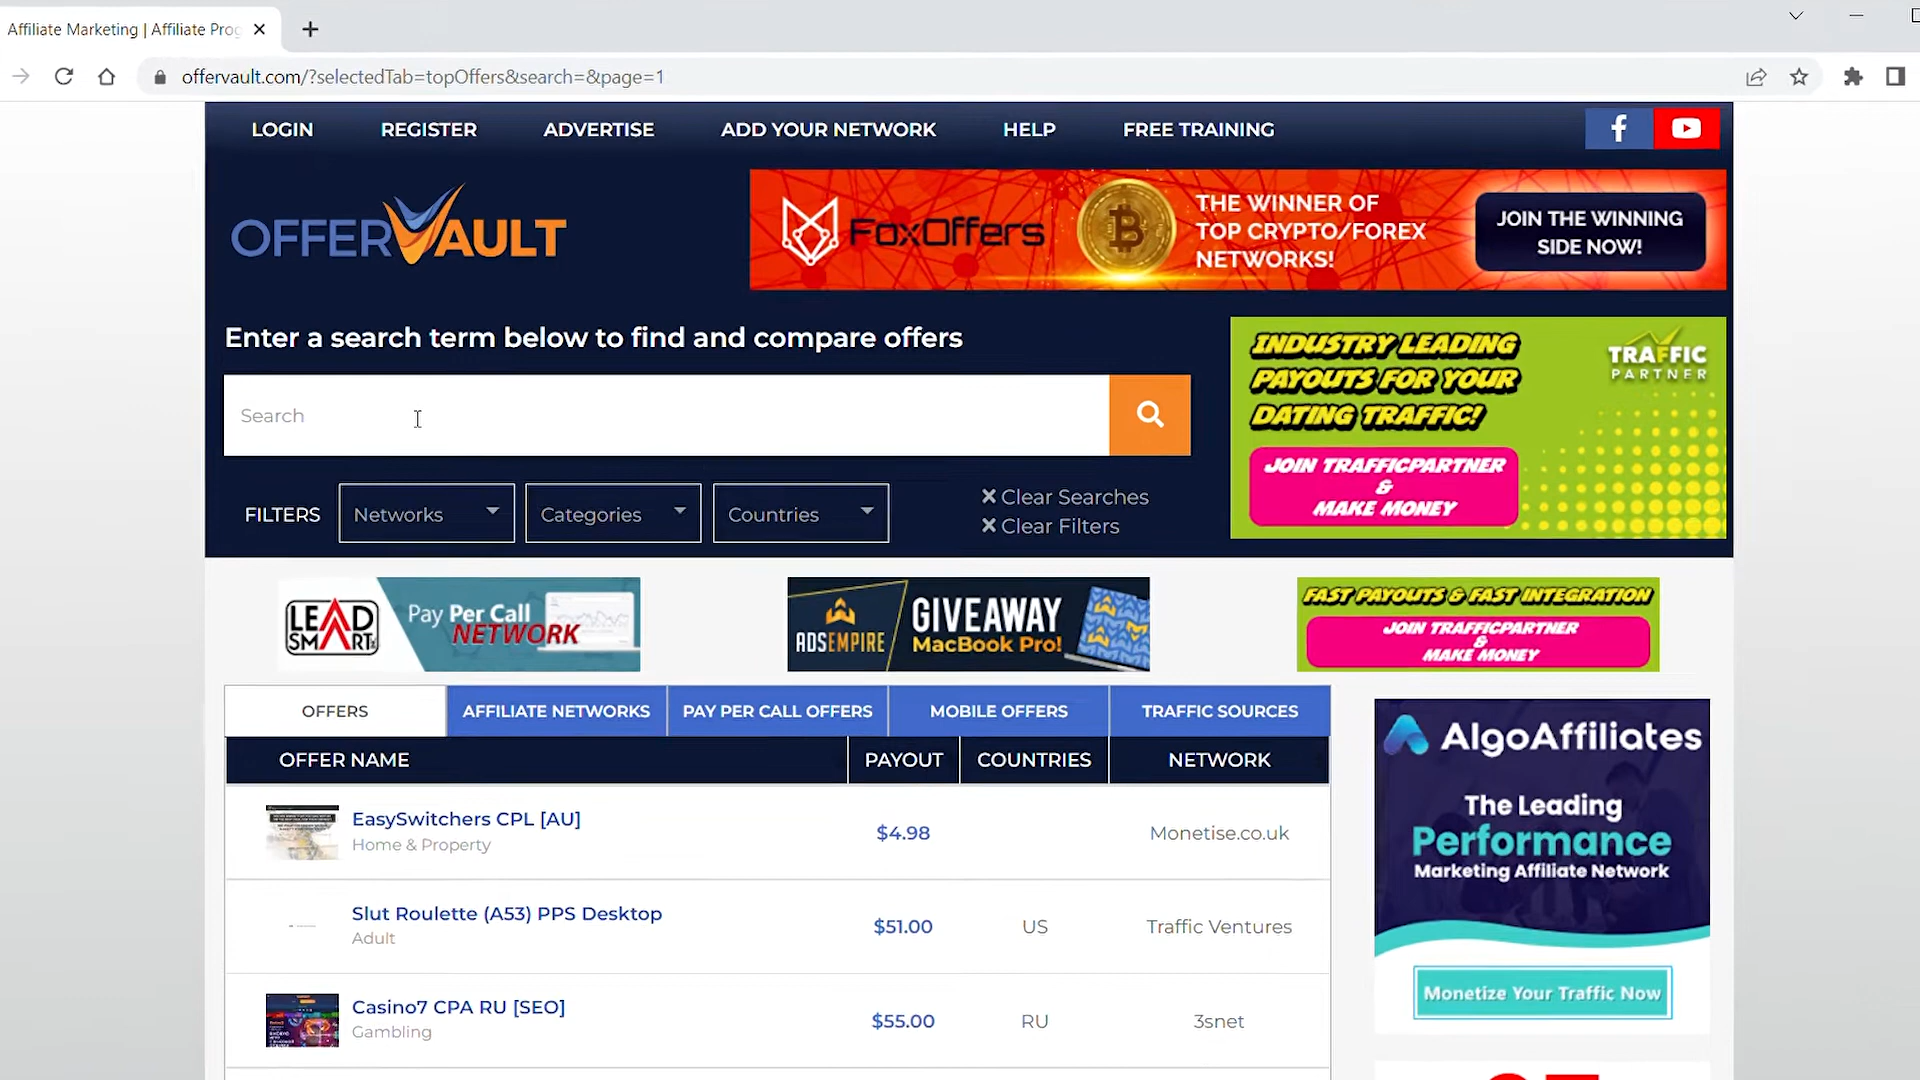 Affiliate Marketing | Affiliate Prog
offervault.com/?selectedTab=topOffers&search=&page=1
LOGIN
REGISTER
ADVERTISE
ADD YOUR NETWORK
HELP
FREE TRAINING
OFFERVAULT
FoxOffers
THE WINNER OF
TOP CRYPTO/FOREX
NETWORKS!
JOIN THE WINNING
SIDE NOW!
Enter a search term below to find and compare offers
Search
INDUSTRY LEADING
PAYOUTS FOR YOUR
DATING TRAFFIC!
TRAFFIC
PARTNER
JOIN TRAFFICPARTNER
&
MAKE MONEY
FILTERS
Networks
Categories
Countries
Clear Searches
Clear Filters
LEAD
SMART
Pay Per Call
NETWORK
ADSEMPIRE
GIVEAWAY
MacBook Pro!
FAST PAYOUTS & FAST INTEGRATION
JOIN TRAFFICPARTNER
&
MAKE MONEY
OFFERS
AFFILIATE NETWORKS
PAY PER CALL OFFERS
MOBILE OFFERS
TRAFFIC SOURCES
OFFER NAME
PAYOUT
COUNTRIES
NETWORK
EasySwitchers CPL [AU]
Home & Property
$4.98
Monetise.co.uk
Slut Roulette (A53) PPS Desktop
Adult
$51.00
US
Traffic Ventures
Casino7 CPA RU [SEO]
Gambling
$55.00
RU
3snet
AlgoAffiliates
The Leading
Performance
Marketing Affiliate Network
Monetize Your Traffic Now